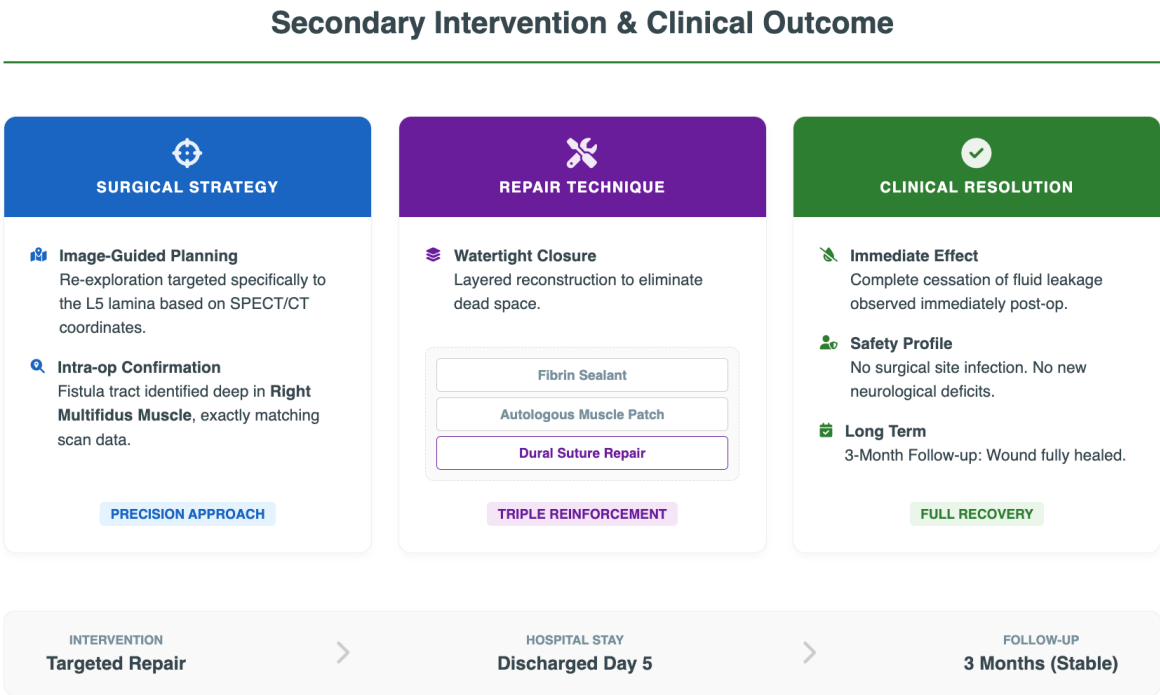 Secondary Intervention & Clinical Outcome
SURGICAL STRATEGY
Image-Guided Planning
Re-exploration targeted specifically to
the L5 lamina based on SPECT/CT
coordinates.
Intra-op Confirmation
Fistula tract identified deep in Right
Multifidus Muscle, exactly matching
scan data.
PRECISION APPROACH
REPAIR TECHNIQUE
Watertight Closure
Layered reconstruction to eliminate
dead space.
Fibrin Sealant
Autologous Muscle Patch
Dural Suture Repair
TRIPLE REINFORCEMENT
CLINICAL RESOLUTION
Immediate Effect
Complete cessation of fluid leakage
observed immediately post-op.
Safety Profile
No surgical site infection. No new
neurological deficits.
Long Term
3-Month Follow-up: Wound fully healed.
FULL RECOVERY
INTERVENTION
Targeted Repair
HOSPITAL STAY
Discharged Day 5
FOLLOW-UP
3 Months (Stable)